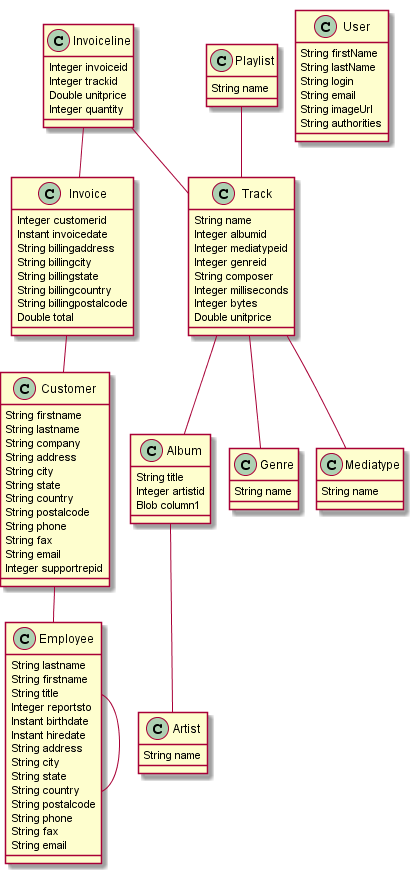 C Invoiceline
Integer invoiceid
Integer trackid
Double unitprice
Integer quantity
C Playlist
String name
C User
String firstName
String lastName
String login
String email
String imageUrl
String authorities
C Invoice
Integer customerid
Instant invoicedate
String billingaddress
String billingcity
String billingstate
String billingcountry
String billingpostalcode
Double total
C Track
String name
Integer albumid
Integer mediatypeid
Integer genreid
String composer
Integer milliseconds
Integer bytes
Double unitprice
C Customer
String firstname
String lastname
String company
String address
String city
String state
String country
String postalcode
String phone
String fax
String email
Integer supportrepid
C Album
String title
Integer artistid
Blob column1
C Genre
String name
C Mediatype
String name
C Employee
String lastname
String firstname
String title
Integer reportsto
Instant birthdate
Instant hiredate
String address
String city
String state
String country
String postalcode
String phone
String fax
String email
C Artist
String name